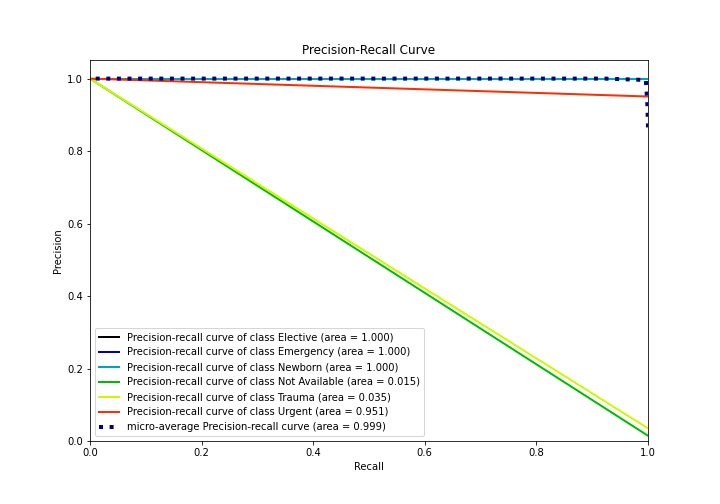 Precision-Recall Curve
1.0
0.8
0.6
0.4
0.2
0.0
Precision
Precision-recall curve of class Elective (area = 1.000)
Precision-recall curve of class Emergency (area = 1.000)
Precision-recall curve of class Newborn (area = 1.000)
Precision-recall curve of class Not Available (area = 0.015)
Precision-recall curve of class Trauma (area = 0.035)
Precision-recall curve of class Urgent (area = 0.951)
micro-average Precision-recall curve (area = 0.999)
0.0 0.2 0.4 0.6 0.8 1.0
Recall